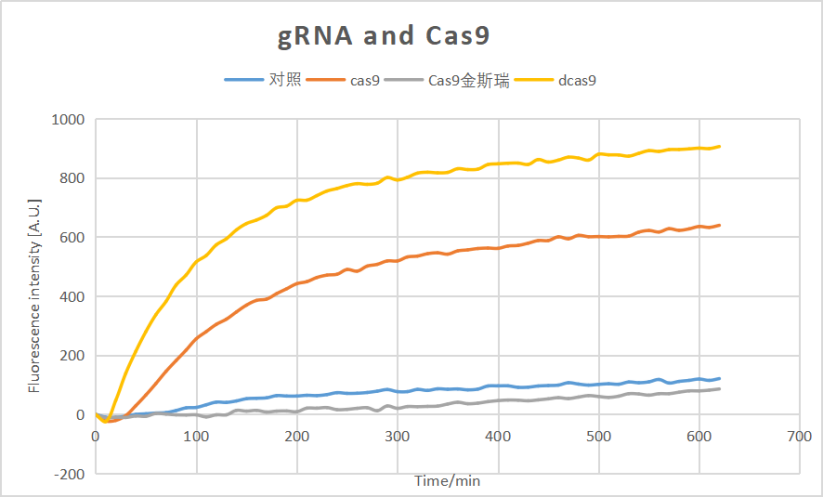 gRNA and Cas9
对照 cas9 Cas9金斯瑞 dcas9
1000
800
600
400
200
0
-200
Fluorescence intensity [A.U.]
0 100 200 300 400 500 600 700
Time/min